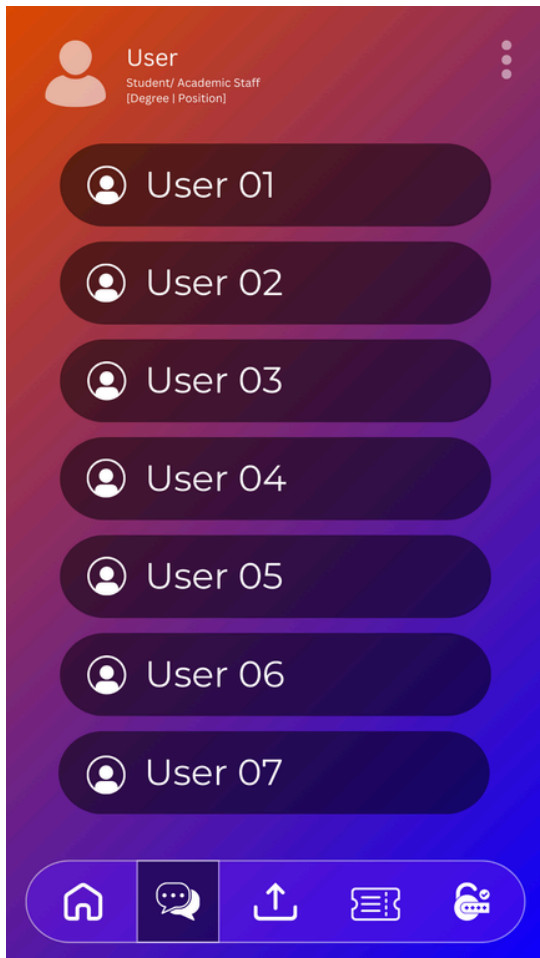 User
Student/ Academic Staff
[Degree | Position]
User 01
User 02
User 03
User 04
User 05
User 06
User 07